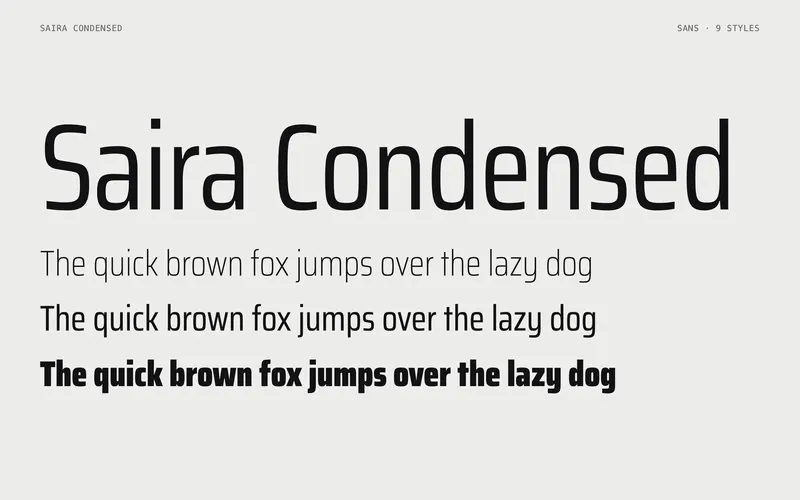 SAIRA CONDENSED
SANS · 9 STYLES
Saira Condensed
The quick brown fox jumps over the lazy dog
The quick brown fox jumps over the lazy dog
The quick brown fox jumps over the lazy dog